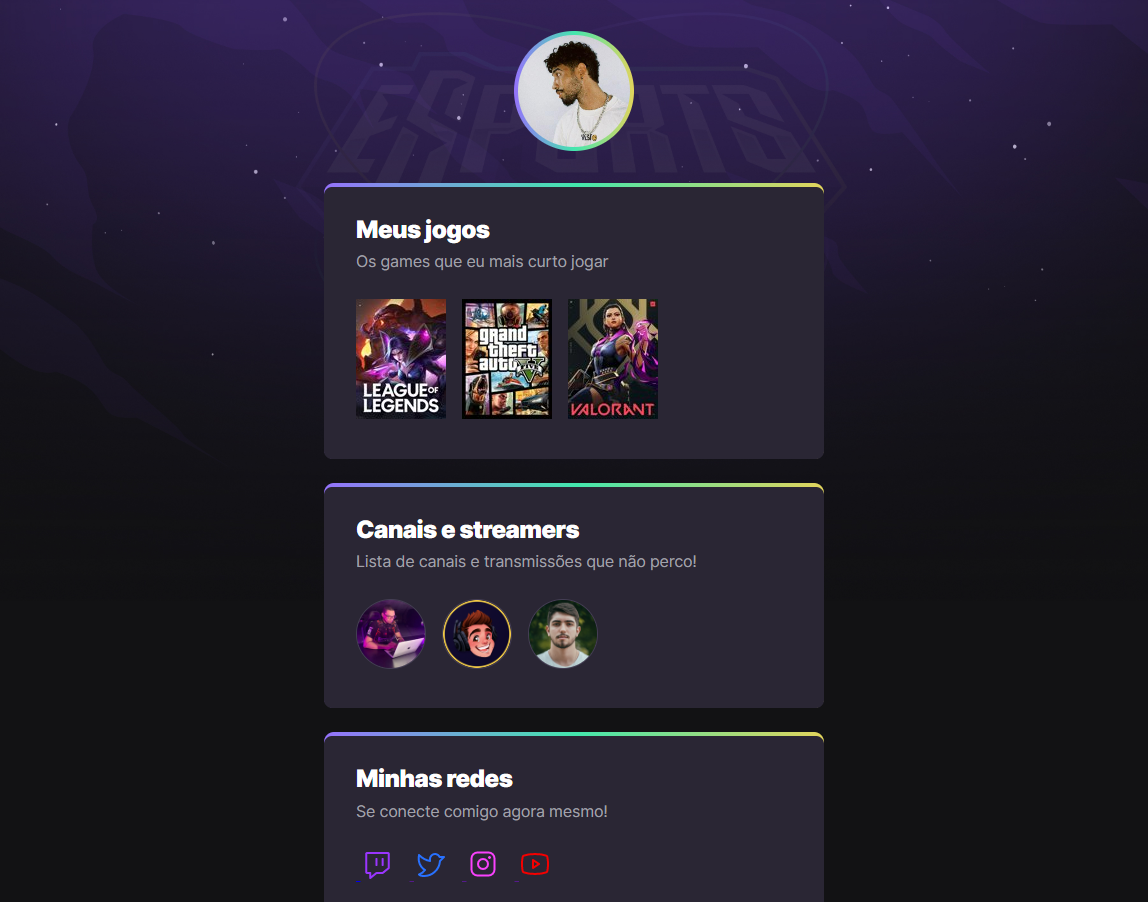 ESPORTS
Meus jogos
Os games que eu mais curto jogar
LEAGUE OF
LEGENDS
grand
theft
auto V
FIVE
VALORANT
Canais e streamers
Lista de canais e transmissões que não perco!
Minhas redes
Se conecte comigo agora mesmo!